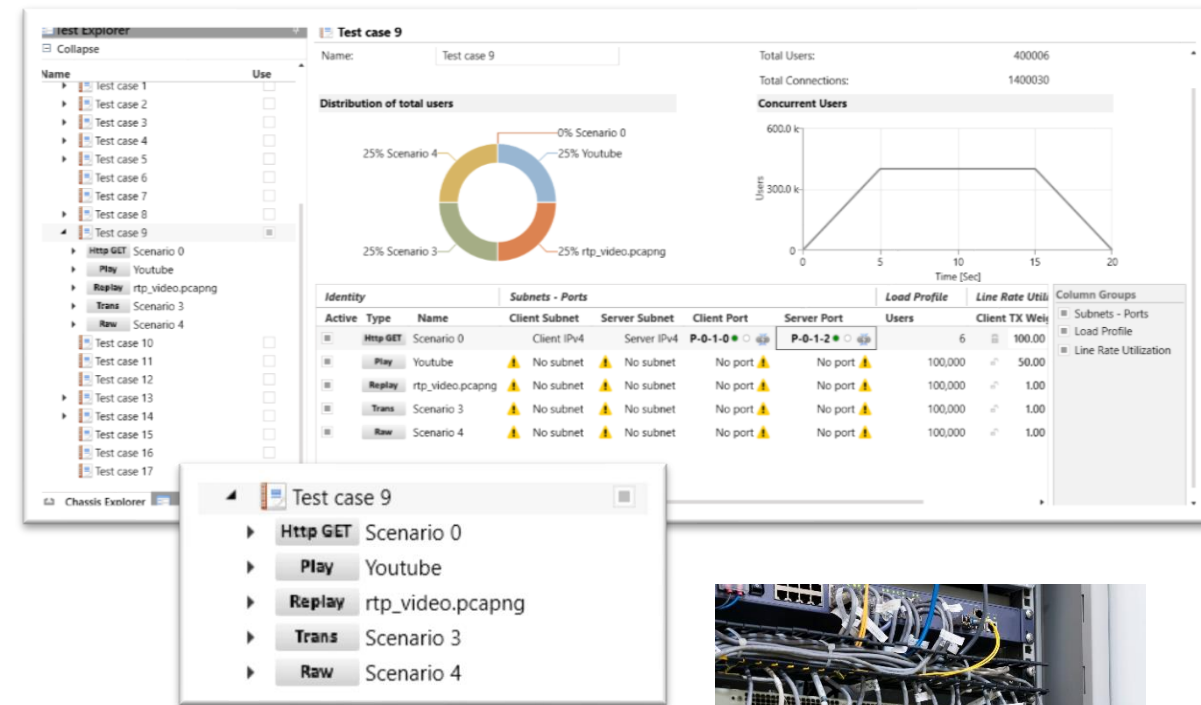 Test Explorer
Collapse
Name Use
Test case 1
Test case 2
Test case 3
Test case 4
Test case 5
Test case 6
Test case 7
Test case 8
Test case 9
Http GET Scenario 0
Play Youtube
Replay rtp_video.pcapng
Trans Scenario 3
Raw Scenario 4
Test case 10
Test case 11
Test case 12
Test case 13
Test case 14
Test case 15
Test case 16
Test case 17
Chassis Explorer
Test case 9
Name: Test case 9
Total Users: 400006
Total Connections: 1400030
Distribution of total users
0% Scenario 0
25% Scenario 4
25% Youtube
25% Scenario 3
25% rtp_video.pcapng
Concurrent Users
600.0 k
300.0 k
0
Users
0 5 10 15 20
Time [Sec]
Identity Subnets - Ports Load Profile Line Rate Utili
Active Type Name Client Subnet Server Subnet Client Port Server Port Users Client TX Weig
Http GET Scenario 0 Client IPv4 Server IPv4 P-0-1-0 P-0-1-2 6 100.00
Play Youtube No subnet No subnet No port No port 100,000 50.00
Replay rtp_video.pcapng No subnet No subnet No port No port 100,000 1.00
Trans Scenario 3 No subnet No subnet No port No port 100,000 1.00
Raw Scenario 4 No subnet No subnet No port No port 100,000 1.00
Column Groups
Subnets - Ports
Load Profile
Line Rate Utilization
Test case 9
Http GET Scenario 0
Play Youtube
Replay rtp_video.pcapng
Trans Scenario 3
Raw Scenario 4